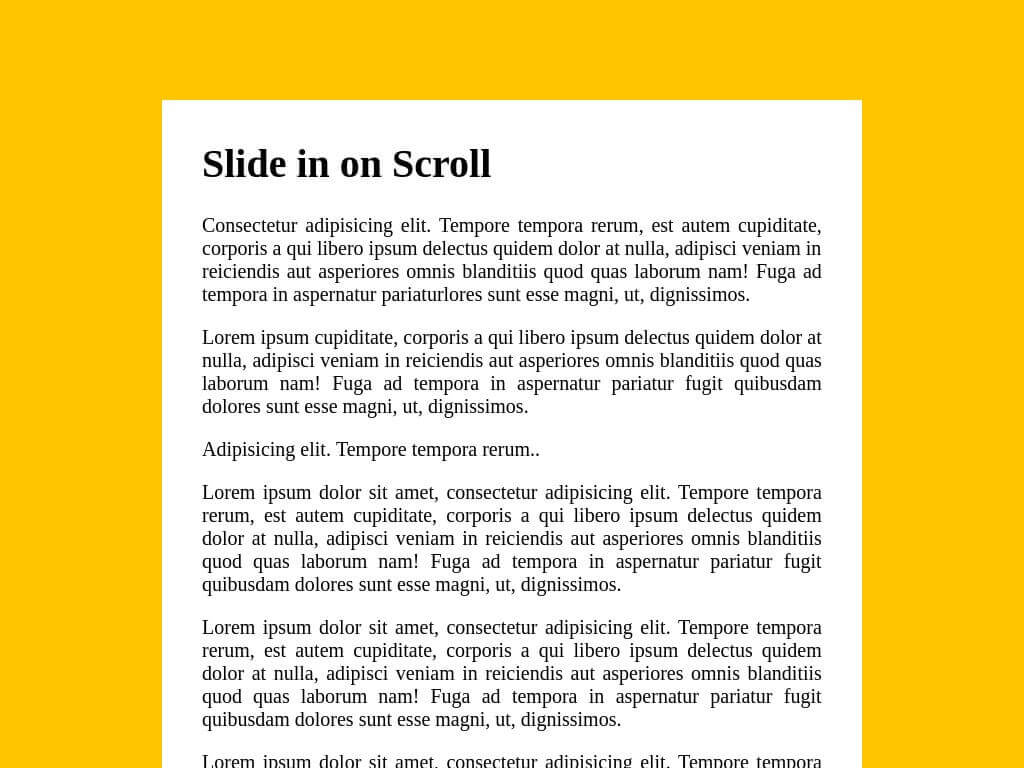 Slide in on Scroll
Consectetur adipisicing elit. Tempore tempora rerum, est autem cupiditate,
corporis a qui libero ipsum delectus quidem dolor at nulla, adipisci veniam in
reiciendis aut asperiores omnis blanditiis quod quas laborum nam! Fuga ad
tempora in aspernatur pariaturlores sunt esse magni, ut, dignissimos.
Lorem ipsum cupiditate, corporis a qui libero ipsum delectus quidem dolor at
nulla, adipisci veniam in reiciendis aut asperiores omnis blanditiis quod quas
laborum nam! Fuga ad tempora in aspernatur pariatur fugit quibusdam
dolores sunt esse magni, ut, dignissimos.
Adipisicing elit. Tempore tempora rerum..
Lorem ipsum dolor sit amet, consectetur adipisicing elit. Tempore tempora
rerum, est autem cupiditate, corporis a qui libero ipsum delectus quidem
dolor at nulla, adipisci veniam in reiciendis aut asperiores omnis blanditiis
quod quas laborum nam! Fuga ad tempora in aspernatur pariatur fugit
quibusdam dolores sunt esse magni, ut, dignissimos.
Lorem ipsum dolor sit amet, consectetur adipisicing elit. Tempore tempora
rerum, est autem cupiditate, corporis a qui libero ipsum delectus quidem
dolor at nulla, adipisci veniam in reiciendis aut asperiores omnis blanditiis
quod quas laborum nam! Fuga ad tempora in aspernatur pariatur fugit
quibusdam dolores sunt esse magni, ut, dignissimos.
Lorem ipsum dolor sit amet, consectetur adipisicing elit. Tempore tempora